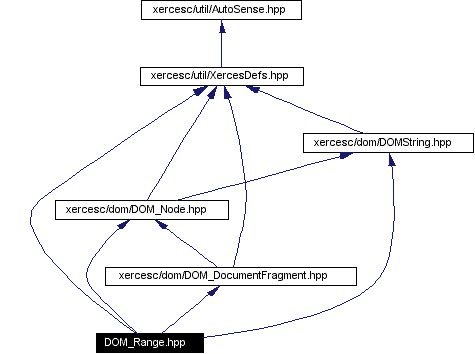 xercesc/util/AutoSense.hpp
xercesc/util/XercesDefs.hpp
xercesc/dom/DOMString.hpp
xercesc/dom/DOM_Node.hpp
xercesc/dom/DOM_DocumentFragment.hpp
DOM_Range.hpp